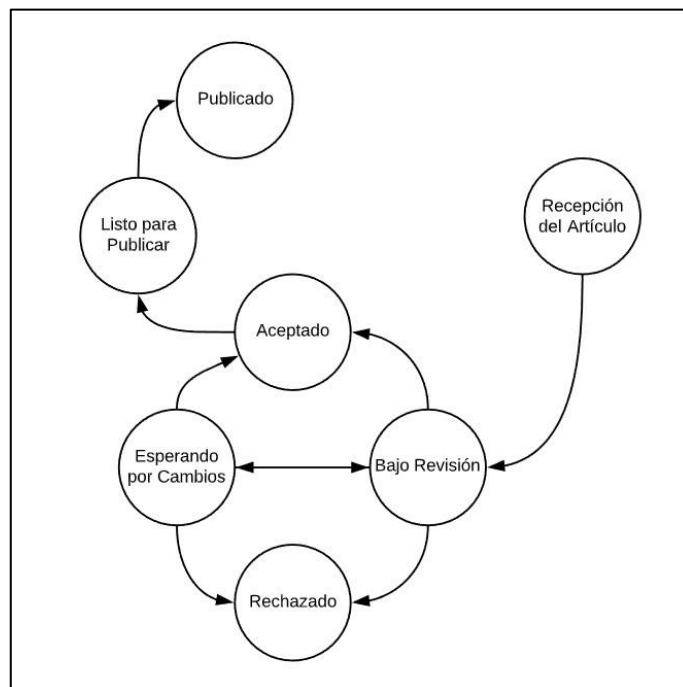 Publicado
Recepción
del Artículo
Listo para
Publicar
Aceptado
Esperando
por Cambios
Bajo Revisión
Rechazado